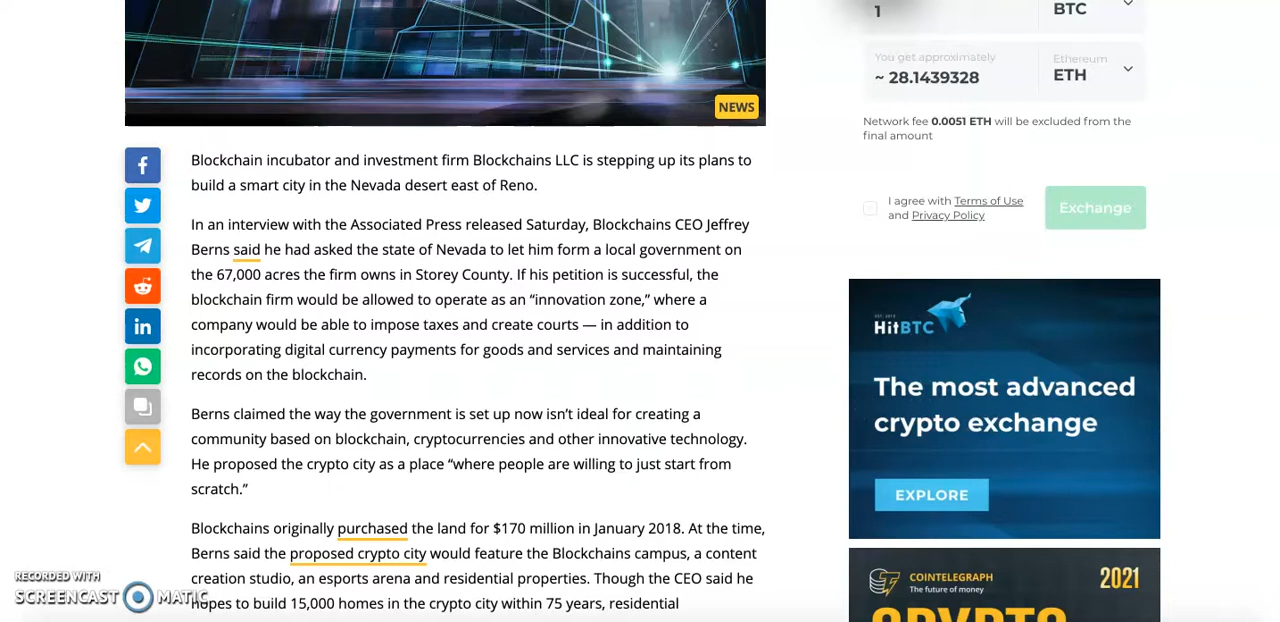 NEWS
Blockchain incubator and investment firm Blockchains LLC is stepping up its plans to
build a smart city in the Nevada desert east of Reno.
In an interview with the Associated Press released Saturday, Blockchains CEO Jeffrey
Berns said he had asked the state of Nevada to let him form a local government on
the 67,000 acres the firm owns in Storey County. If his petition is successful, the
blockchain firm would be allowed to operate as an “innovation zone,” where a
company would be able to impose taxes and create courts — in addition to
incorporating digital currency payments for goods and services and maintaining
records on the blockchain.
Berns claimed the way the government is set up now isn’t ideal for creating a
community based on blockchain, cryptocurrencies and other innovative technology.
He proposed the crypto city as a place “where people are willing to just start from
scratch.”
Blockchains originally purchased the land for $170 million in January 2018. At the time,
Berns said the proposed crypto city would feature the Blockchains campus, a content
creation studio, an esports arena and residential properties. Though the CEO said he
hopes to build 15,000 homes in the crypto city within 75 years, residential
1
BTC
You get approximately
~ 28.1439328
Ethereum
ETH
Network fee 0.0051 ETH will be excluded from the
final amount
I agree with Terms of Use
and Privacy Policy
Exchange
HitBTC
The most advanced
crypto exchange
EXPLORE
COINTELEGRAPH
The future of money
2021
CRYPTO
RECORDED WITH
SCREENCAST MATIC